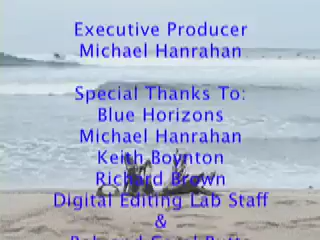 Executive Producer
Michael Hanrahan
Special Thanks To:
Blue Horizons
Michael Hanrahan
Keith Boynton
Richard Brown
Digital Editing Lab Staff
&